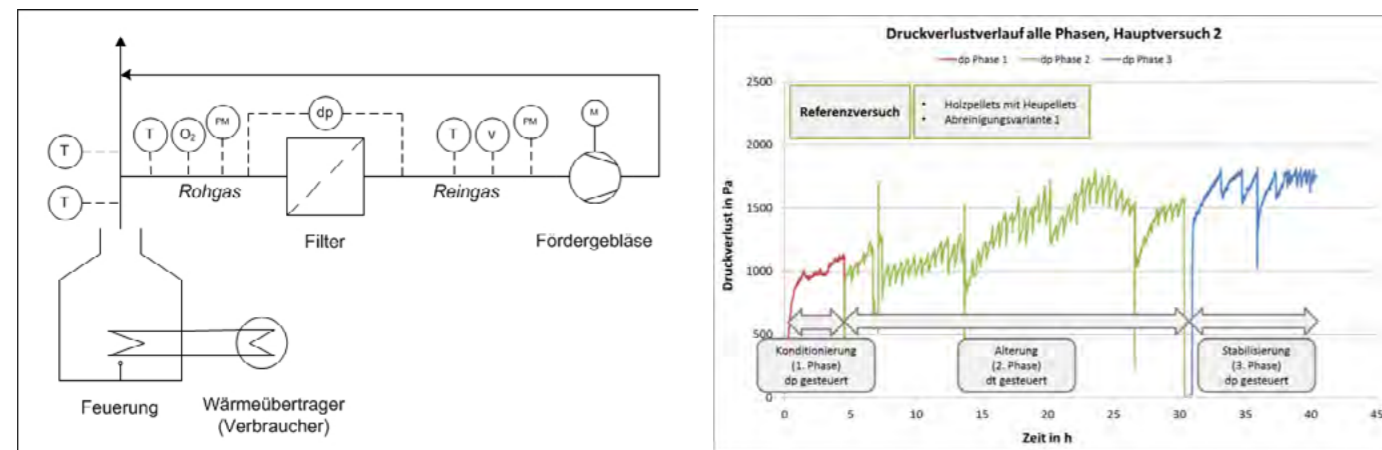 T
T
T
O2
PM
dp
T
v
PM
M
Rohgas
Reingas
Filter
Fördergebläse
Feuerung
Wärmeübertrager
(Verbraucher)
Druckverlustverlauf alle Phasen, Hauptversuch 2
dp Phase 1
dp Phase 2
dp Phase 3
Druckverlust in Pa
2500
2000
1500
1000
500
0
Referenzversuch
• Holzpellets mit Heupellets
• Abreinigungsvariante 1
Konditionierung
(1. Phase)
dp gesteuert
Alterung
(2. Phase)
dt gesteuert
Stabilisierung
(3. Phase)
dp gesteuert
0 5 10 15 20 25 30 35 40 45
Zeit in h